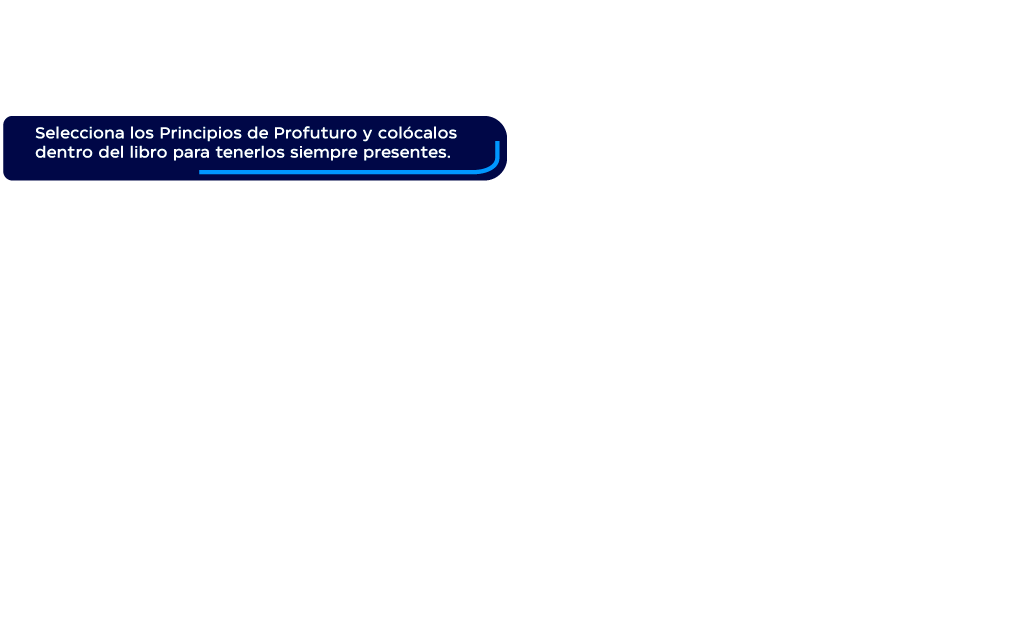 Selecciona los Principios de Profuturo y colócalos
dentro del libro para tenerlos siempre presentes.